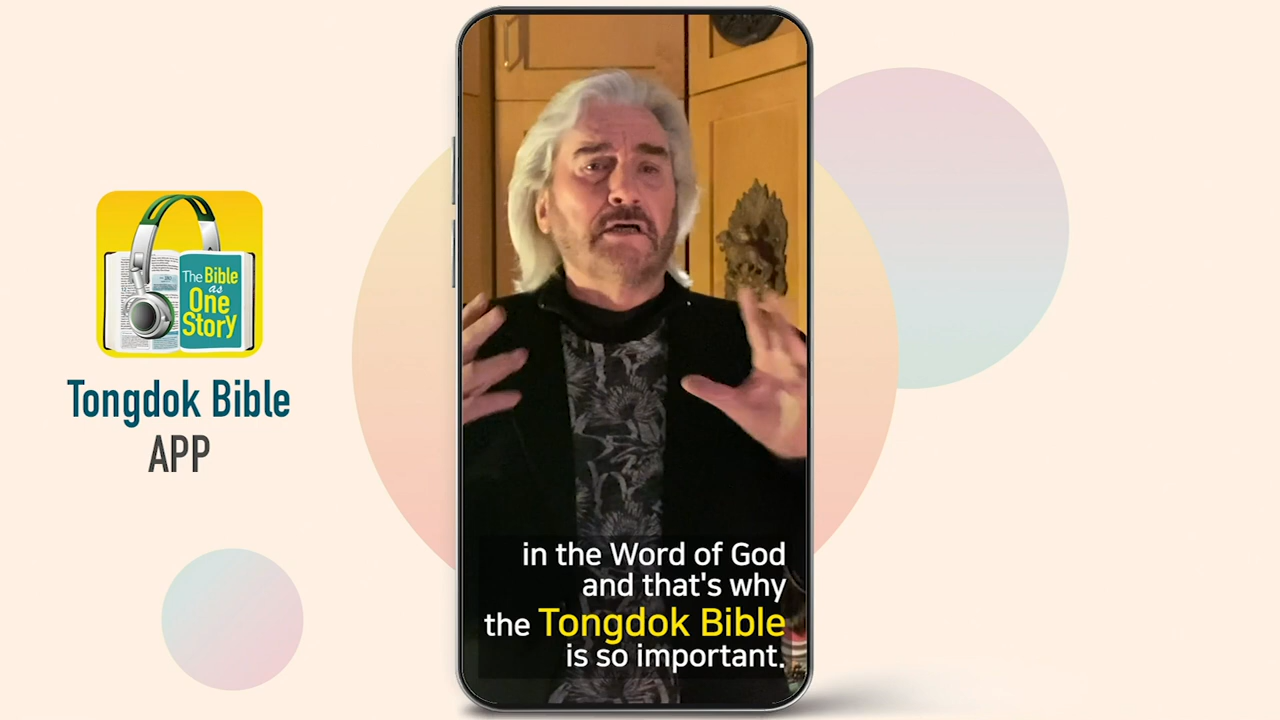 The Bible
as
One
Story
Tongdok Bible
APP
in the Word of God
and that's why
the Tongdok Bible
is so important.